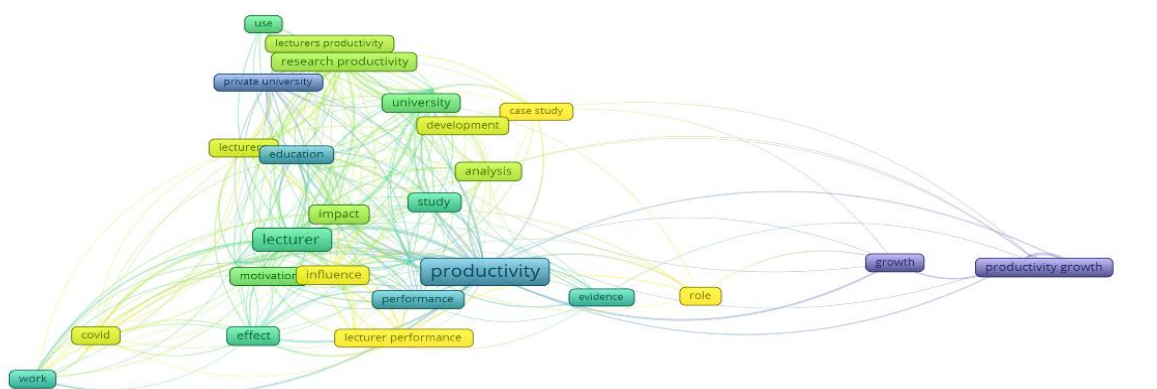 use
lecturers productivity
research productivity
private university
university
case study
development
lecturers
education
analysis
study
impact
lecturer
motivation
influence
productivity
growth
productivity growth
performance
evidence
role
covid
effect
lecturer performance
work